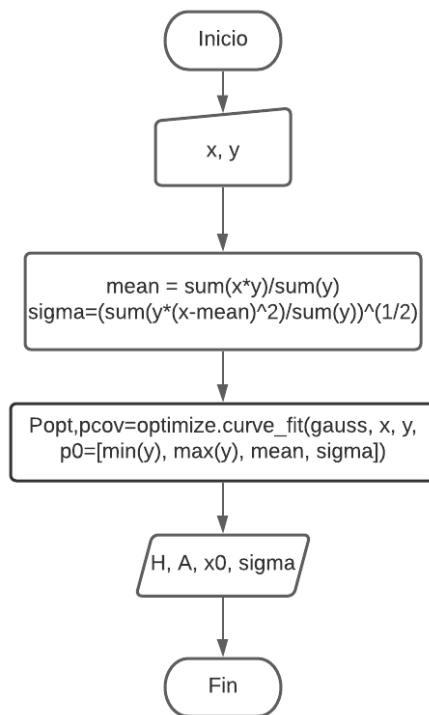 Inicio
x, y
mean = sum(x*y)/sum(y)
sigma=(sum(y*(x-mean)^2)/sum(y))^(1/2)
Popt,pcov=optimize.curve_fit(gauss, x, y,
p0=[min(y), max(y), mean, sigma])
H, A, x0, sigma
Fin